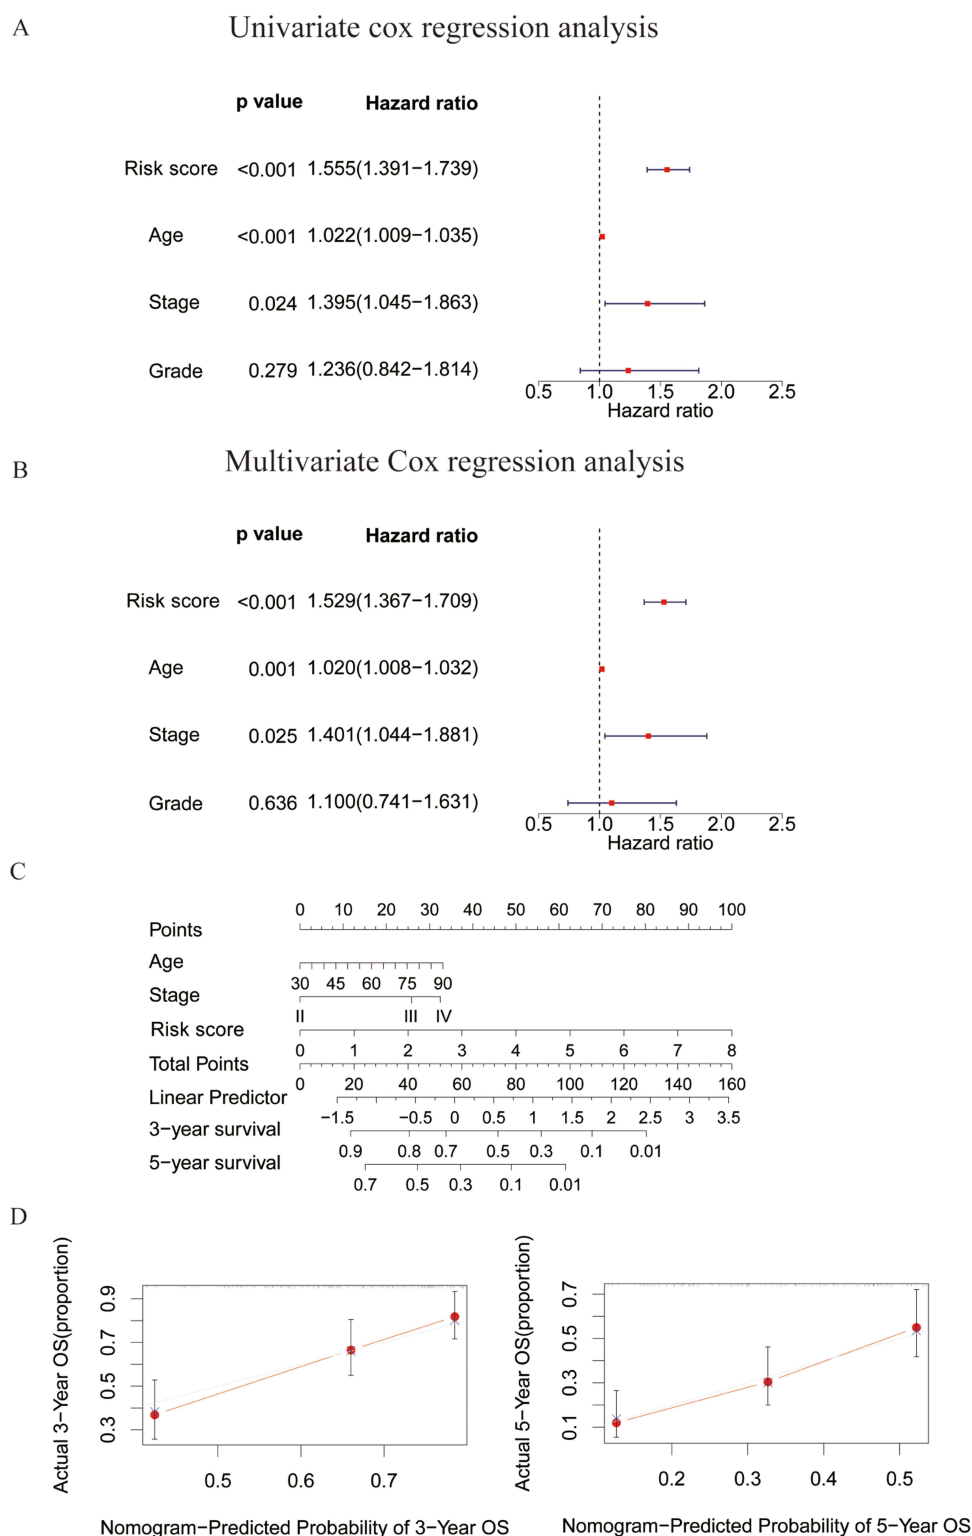 A
Univariate cox regression analysis
p value Hazard ratio
Risk score <0.001 1.555(1.391−1.739)
Age <0.001 1.022(1.009−1.035)
Stage 0.024 1.395(1.045−1.863)
Grade 0.279 1.236(0.842−1.814)
0.5 1.0 1.5 2.0 2.5
Hazard ratio
B
Multivariate Cox regression analysis
p value Hazard ratio
Risk score <0.001 1.529(1.367−1.709)
Age 0.001 1.020(1.008−1.032)
Stage 0.025 1.401(1.044−1.881)
Grade 0.636 1.100(0.741−1.631)
0.5 1.0 1.5 2.0 2.5
Hazard ratio
C
0 10 20 30 40 50 60 70 80 90 100
Points
Age
30 45 60 75 90
Stage
II III IV
Risk score
0 1 2 3 4 5 6 7 8
Total Points
0 20 40 60 80 100 120 140 160
Linear Predictor
−1.5 −0.5 0 0.5 1 1.5 2 2.5 3 3.5
3−year survival
0.9 0.8 0.7 0.5 0.3 0.1 0.01
5−year survival
0.7 0.5 0.3 0.1 0.01
D
Actual 3−Year OS(proportion)
0.3 0.5 0.7 0.9
0.5 0.6 0.7
Nomogram−Predicted Probability of 3−Year OS
Actual 5−Year OS(proportion)
0.1 0.3 0.5 0.7
0.2 0.3 0.4 0.5
Nomogram−Predicted Probability of 5−Year OS